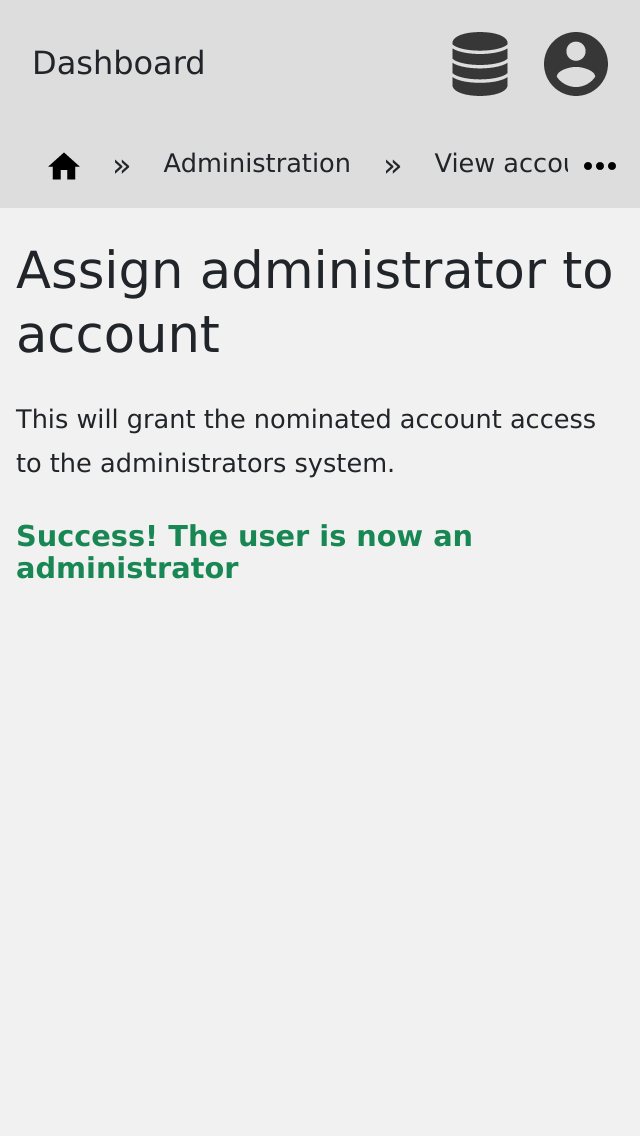 Dashboard
» Administration » View accou
Assign administrator to
account
This will grant the nominated account access
to the administrators system.
Success! The user is now an
administrator